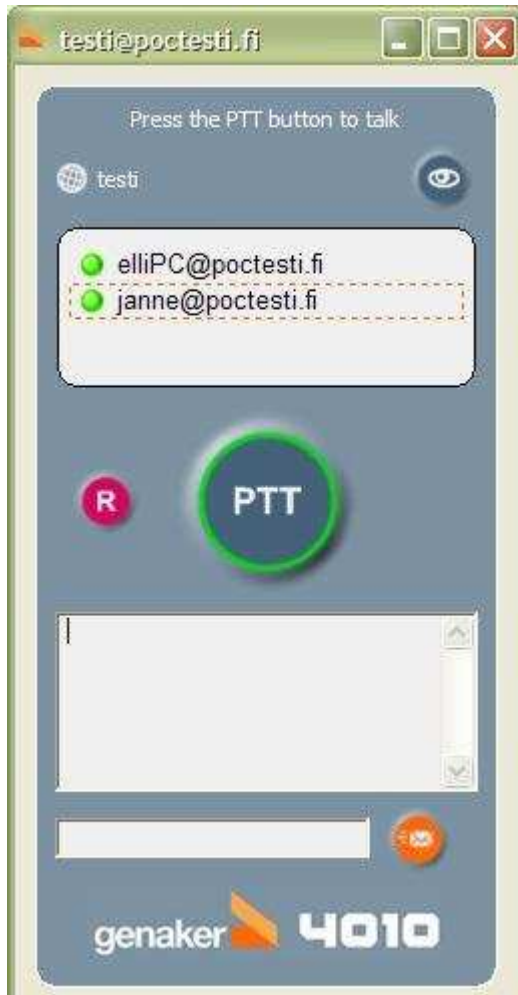 testi@poctesti.fi
Press the PTT button to talk
testi
elliPC@poctesti.fi
janne@poctesti.fi
R
PTT
genaker 4010